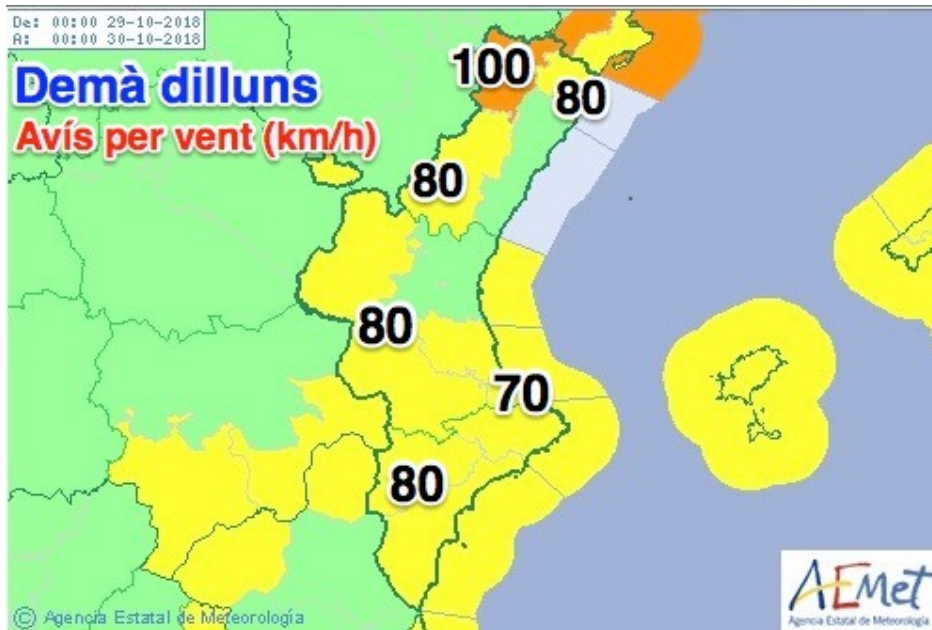 De: 00:00 29-10-2018
A: 00:00 30-10-2018
Demà dilluns
Avís per vent (km/h)
100
80
80
80
70
80
AEMet
Agencia Estatal de Meteorología
© Agencia Estatal de Meteorología